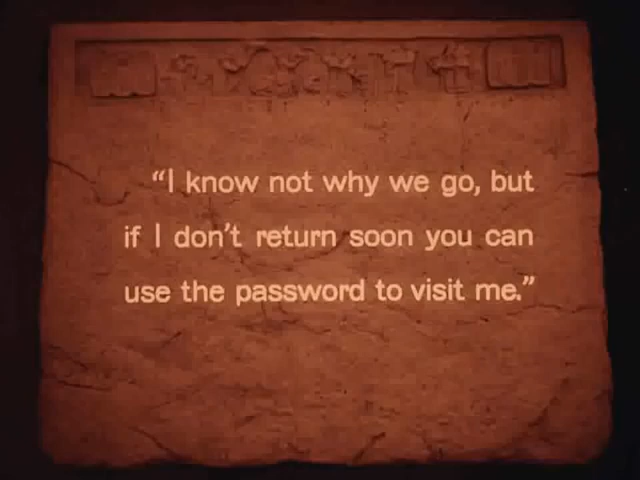 “I know not why we go, but
if I don’t return soon you can
use the password to visit me.”